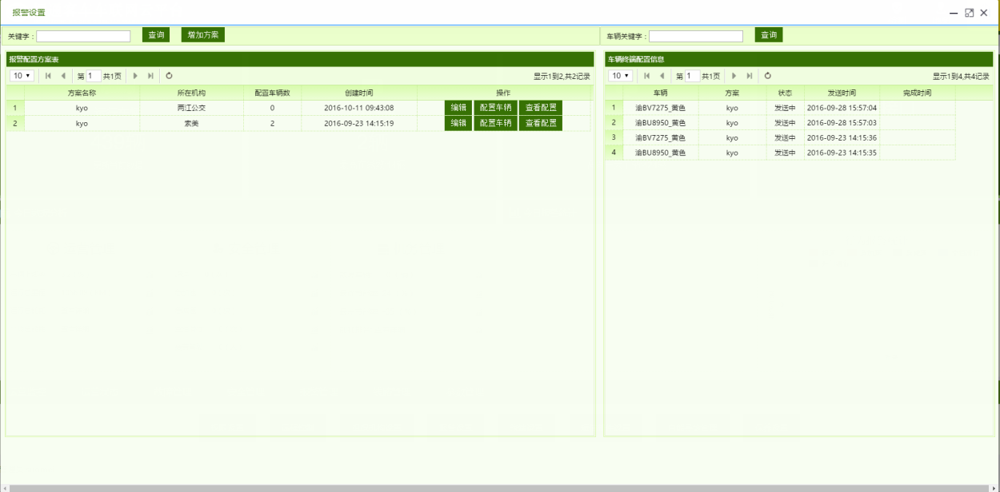 报警设置
关键字： 查询 增加方案
报警配置方案表
10 第 1 共1页 显示1到2,共2记录
方案名称 所在机构 配置车辆数 创建时间 操作
1 kyo 两江公交 0 2016-10-11 09:43:08 编辑 配置车辆 查看配置
2 kyo 索美 2 2016-09-23 14:15:19 编辑 配置车辆 查看配置
车辆关键字： 查询
车辆终端配置信息
10 第 1 共1页 显示1到4,共4记录
车辆 方案 状态 发送时间 完成时间
1 渝BV7275_黄色 kyo 发送中 2016-09-28 15:57:04
2 渝BU8950_黄色 kyo 发送中 2016-09-28 15:57:03
3 渝BV7275_黄色 kyo 发送中 2016-09-23 14:15:36
4 渝BU8950_黄色 kyo 发送中 2016-09-23 14:15:35